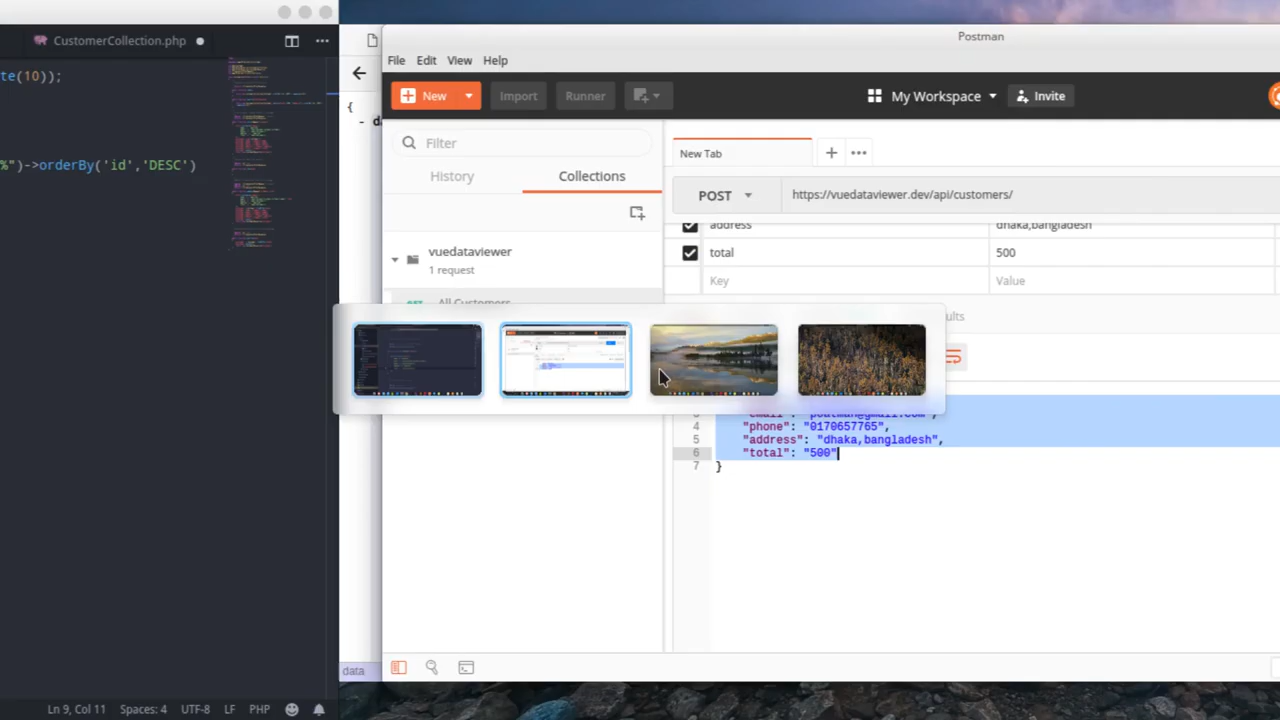 CustomerCollection.php
te(10));
%")->orderBy('id','DESC')
Ln 9, Col 11
Spaces: 4
UTF-8
LF
PHP
{
data
Postman
File Edit View Help
New
Import
Runner
My Workspace
Invite
Filter
History
Collections
vuedataviewer
1 request
All Customers
New Tab
POST
https://vuedataviewer.dev/api/customers/
address dhaka,bangladesh
total 500
Key Value
4 "phone": "0170657765",
5 "address": "dhaka,bangladesh",
6 "total": "500"
7 }